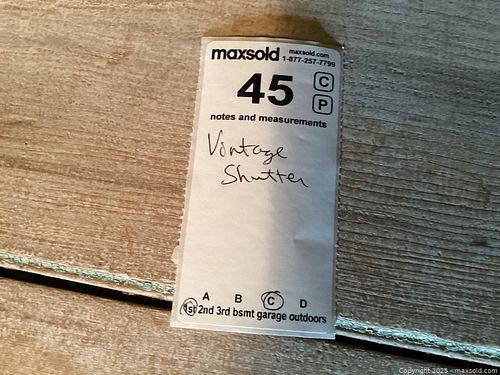 maxsold maxsold.com
1-877-257-7799
45 C
P
notes and measurements
Vintage
Shutter
A B C D
1st 2nd 3rd bsmt garage outdoors
Copyright © 2025 - maxsold.com